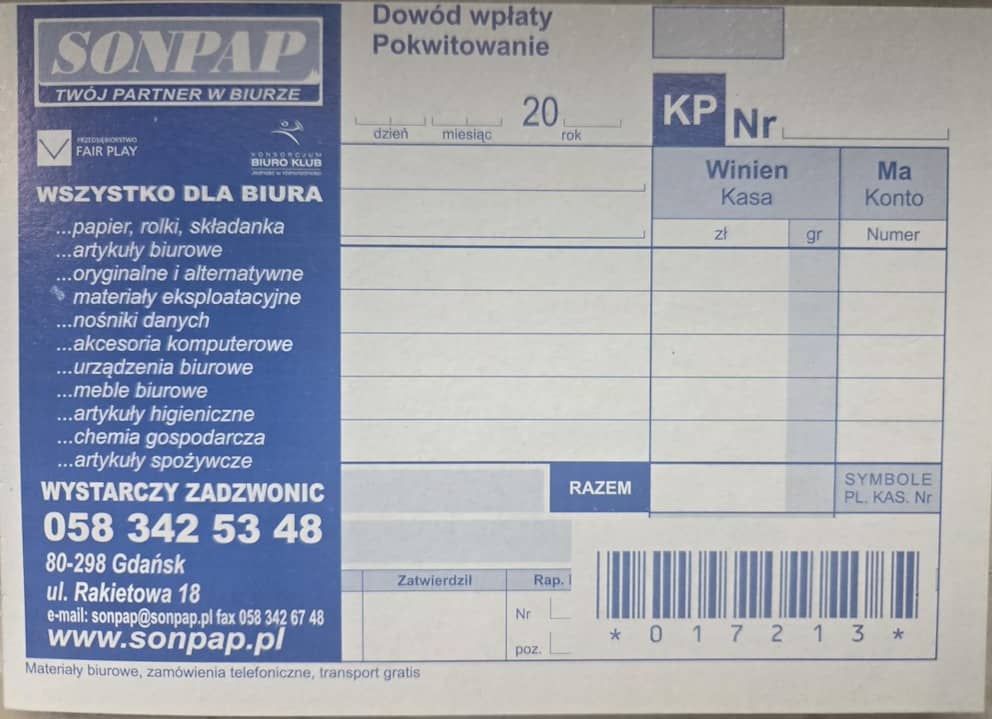 SONPAP
TWÓJ PARTNER W BIURZE
PRZEDSIĘBIORSTWO
FAIR PLAY
KONSORCJUM
BIURO KLUB
WSZYSTKO DLA BIURA
...papier, rolki, składanka
...artykuły biurowe
...oryginalne i alternatywne
materiały eksploatacyjne
...nośniki danych
...akcesoria komputerowe
...urządzenia biurowe
...meble biurowe
...artykuły higieniczne
...chemia gospodarcza
...artykuły spożywcze
WYSTARCZY ZADZWONIC
058 342 53 48
80-298 Gdańsk
ul. Rakietowa 18
e-mail: sonpap@sonpap.pl fax 058 342 67 48
www.sonpap.pl
Materiały biurowe, zamówienia telefoniczne, transport gratis
Dowód wpłaty
Pokwitowanie
20
dzień miesiąc rok
KP Nr
Winien Ma
Kasa Konto
zł gr Numer
RAZEM
SYMBOLE
PL. KAS. Nr
Zatwierdził Rap.
Nr
poz.
* 0 1 7 2 1 3 *